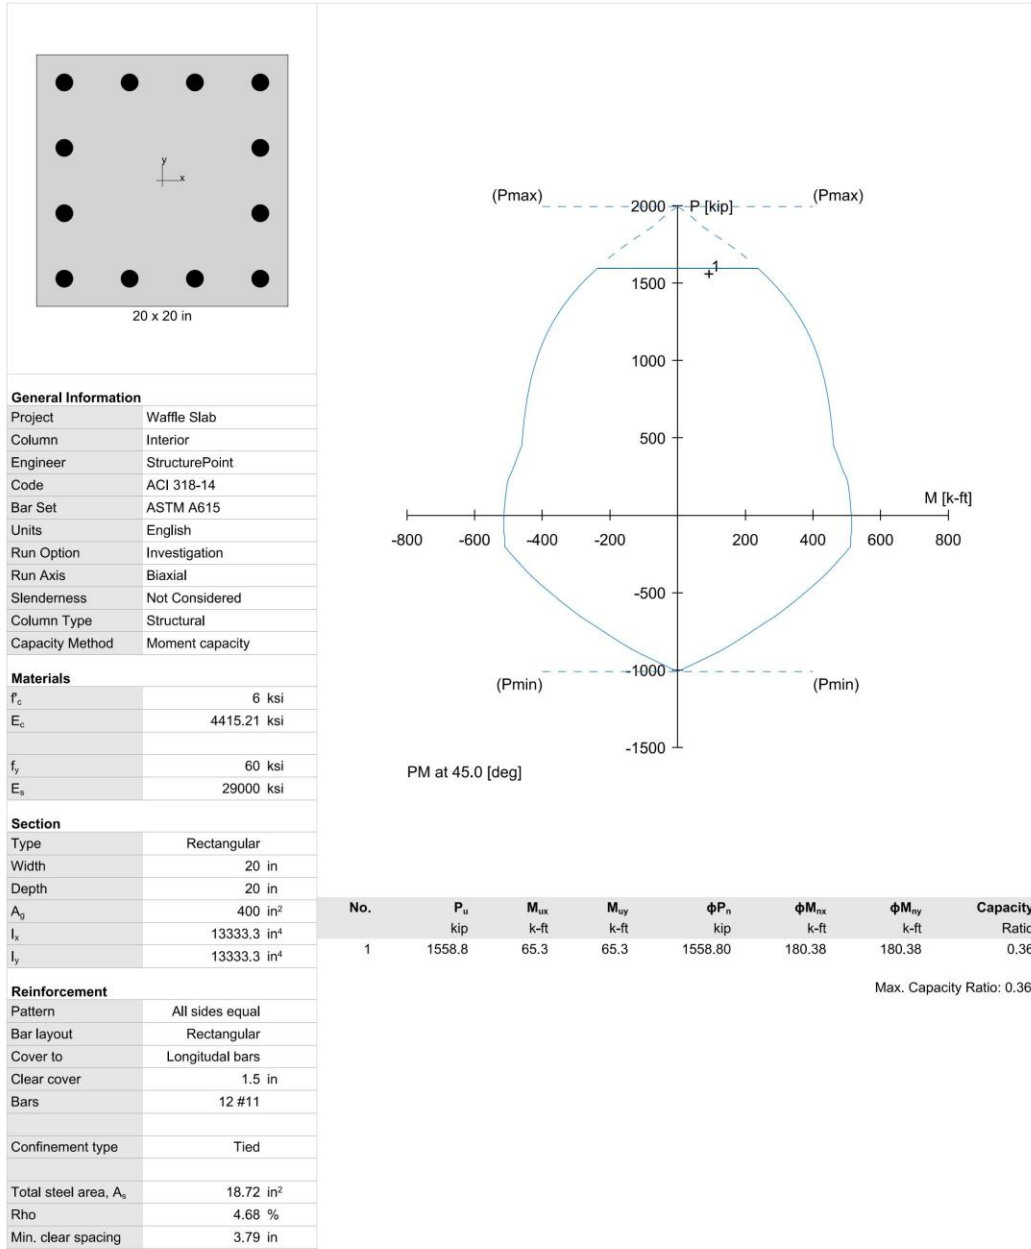 y
x
20 x 20 in
General Information
Project Waffle Slab
Column Interior
Engineer StructurePoint
Code ACI 318-14
Bar Set ASTM A615
Units English
Run Option Investigation
Run Axis Biaxial
Slenderness Not Considered
Column Type Structural
Capacity Method Moment capacity
Materials
f'c 6 ksi
Ec 4415.21 ksi
fy 60 ksi
Es 29000 ksi
Section
Type Rectangular
Width 20 in
Depth 20 in
Ag 400 in²
Ix 13333.3 in⁴
Iy 13333.3 in⁴
Reinforcement
Pattern All sides equal
Bar layout Rectangular
Cover to Longitudal bars
Clear cover 1.5 in
Bars 12 #11
Confinement type Tied
Total steel area, As 18.72 in²
Rho 4.68 %
Min. clear spacing 3.79 in
(Pmax) 2000 P [kip] (Pmax)
1
1500
1000
500
M [k-ft]
-800 -600 -400 -200 200 400 600 800
-500
-1000
(Pmin) (Pmin)
-1500
PM at 45.0 [deg]
No. Pu Mux Muy ϕPn ϕMnx ϕMny Capacity
kip k-ft k-ft kip k-ft k-ft Ratio
1 1558.8 65.3 65.3 1558.80 180.38 180.38 0.36
Max. Capacity Ratio: 0.36